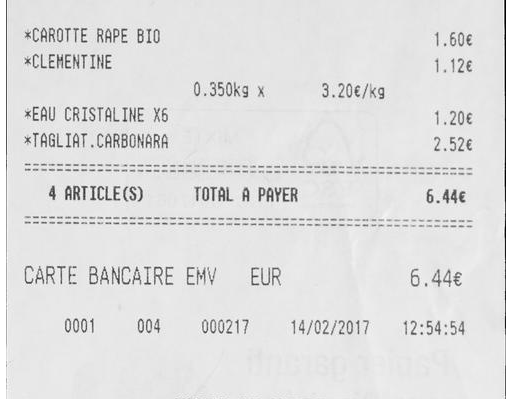 *CAROTTE RAPE BIO 1.60€
*CLEMENTINE 1.12€
0.350kg x 3.20€/kg
*EAU CRISTALINE X6 1.20€
*TAGLIAT.CARBONARA 2.52€
4 ARTICLE(S) TOTAL A PAYER 6.44€
CARTE BANCAIRE EMV EUR 6.44€
0001 004 000217 14/02/2017 12:54:54